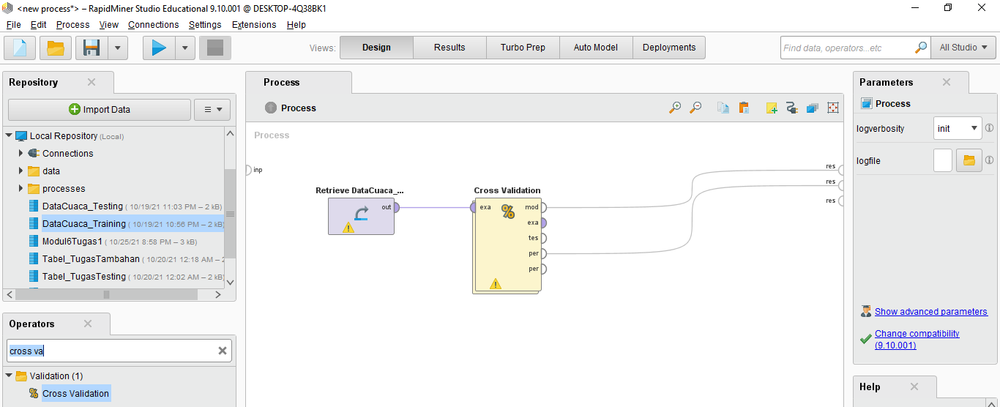 <new process*> – RapidMiner Studio Educational 9.10.001 @ DESKTOP-4Q38BK1
File Edit Process View Connections Settings Extensions Help
Views: Design Results Turbo Prep Auto Model Deployments Find data, operators...etc All Studio
Repository
Import Data
Local Repository (Local)
Connections
data
processes
DataCuaca_Testing ( 10/19/21 11:03 PM – 2 kB)
DataCuaca_Training ( 10/19/21 10:56 PM – 2 kB)
Modul6Tugas1 ( 10/25/21 8:58 PM – 3 kB)
Tabel_TugasTambahan ( 10/20/21 12:18 AM – 2
Tabel_TugasTesting ( 10/20/21 12:02 AM – 2 kB)
Operators
cross va
Validation (1)
Cross Validation
Process
Process
Process
inp
Retrieve DataCuaca_...
out
Cross Validation
exa
%
mod
exa
tes
per
per
res
res
res
Parameters
Process
logverbosity init
logfile
Show advanced parameters
Change compatibility
(9.10.001)
Help